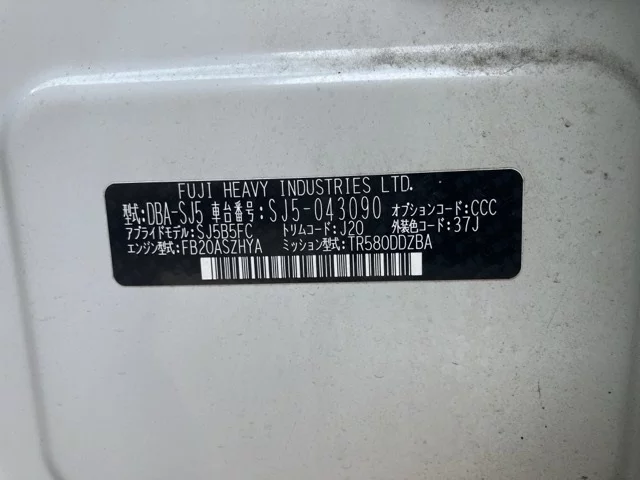 FUJI HEAVY INDUSTRIES LTD.
型式:DBA-SJ5 車台番号:SJ5-043090 オプションコード:CCC
アプライドモデル:SJ5B5FC トリムコード:J20 外装色コード:37J
エンジン型式:FB20ASZHYA ミッション型式:TR580DDZBA